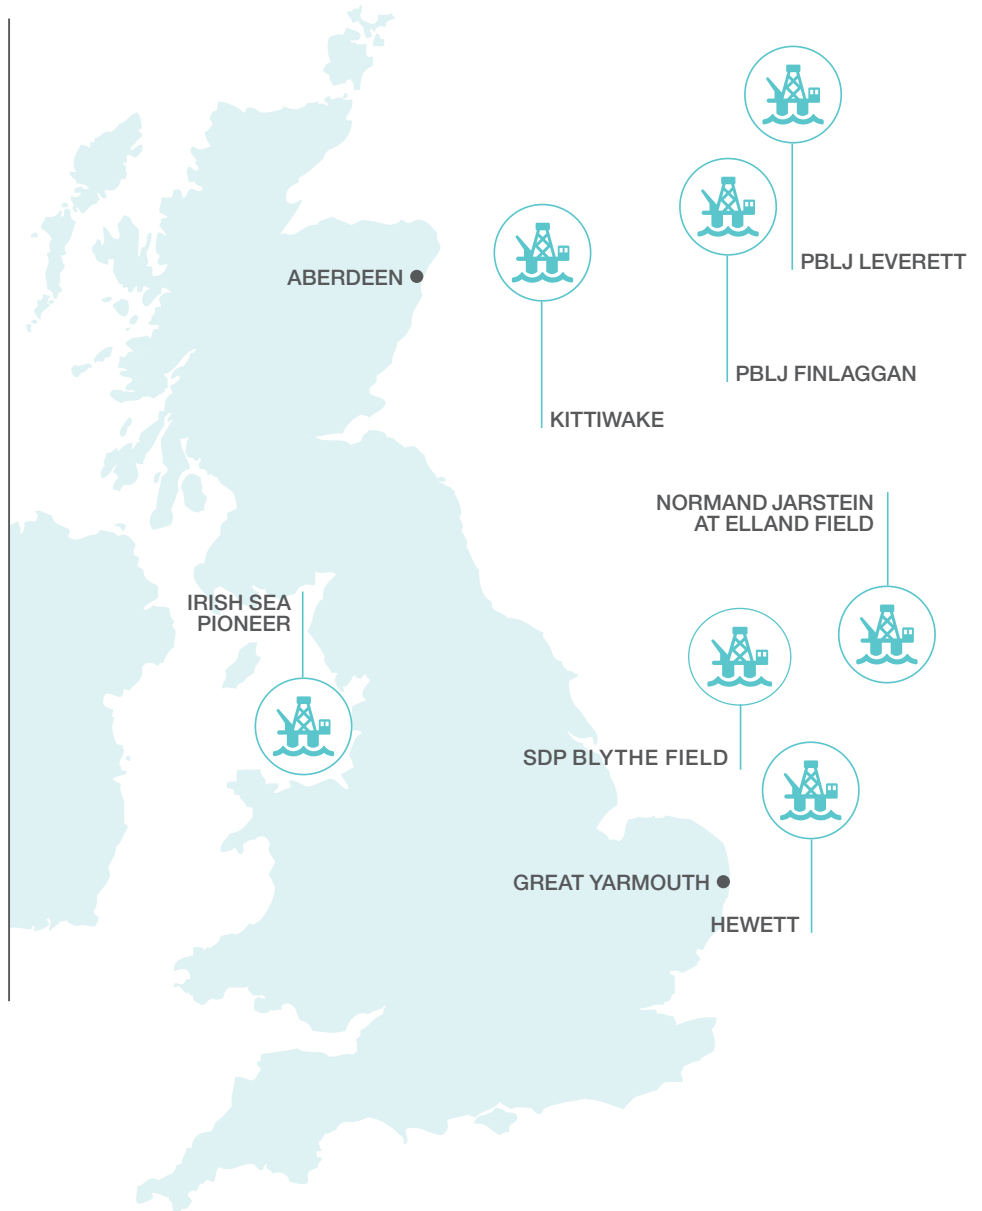 PBLJ LEVERETT
ABERDEEN
PBLJ FINLAGGAN
KITTIWAKE
NORMAND JARSTEIN
AT ELLAND FIELD
IRISH SEA
PIONEER
SDP BLYTHE FIELD
GREAT YARMOUTH
HEWETT